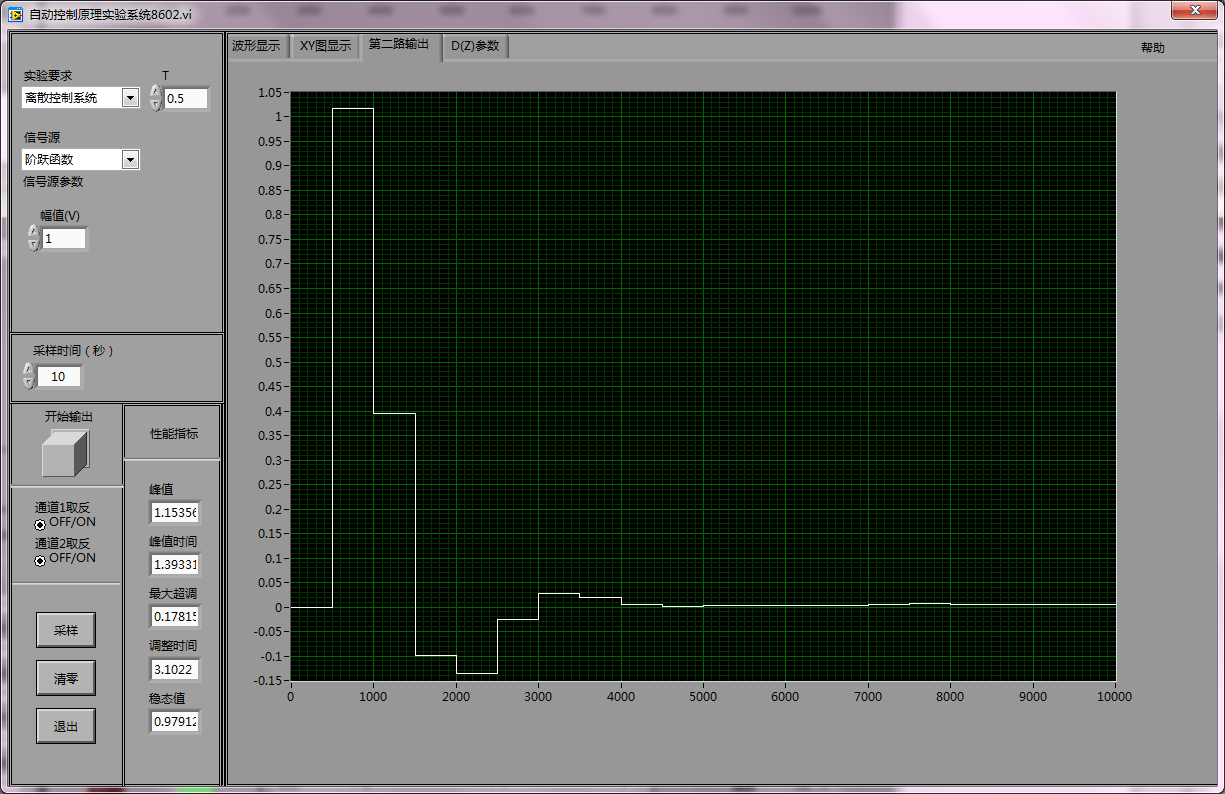 自动控制原理实验系统8602.vi
波形显示 XY图显示 第二路输出 D(Z)参数 帮助
实验要求 T
离散控制系统 0.5
信号源
阶跃函数
信号源参数
幅值(V)
1
采样时间（秒）
10
开始输出
通道1取反
OFF/ON
通道2取反
OFF/ON
采样
清零
退出
性能指标
峰值
1.15356
峰值时间
1.39331
最大超调
0.17815
调整时间
3.1022
稳态值
0.97912
1.05
1
0.95
0.9
0.85
0.8
0.75
0.7
0.65
0.6
0.55
0.5
0.45
0.4
0.35
0.3
0.25
0.2
0.15
0.1
0.05
0
-0.05
-0.1
-0.15
0 1000 2000 3000 4000 5000 6000 7000 8000 9000 10000